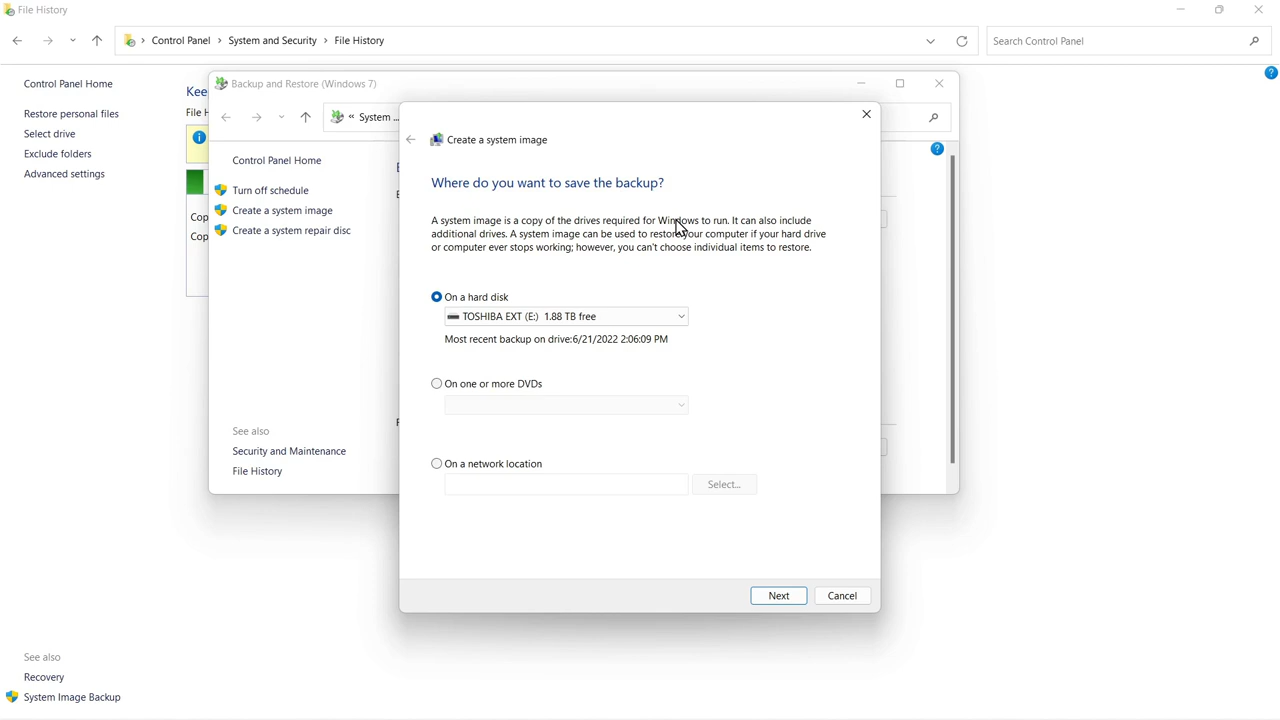 File History
Control Panel › System and Security › File History
Search Control Panel
Control Panel Home
Restore personal files
Select drive
Exclude folders
Advanced settings
See also
Recovery
System Image Backup
Kee
File H
Cop
Cop
Backup and Restore (Windows 7)
« System ...
Control Panel Home
Turn off schedule
Create a system image
Create a system repair disc
See also
Security and Maintenance
File History
Create a system image
Where do you want to save the backup?
A system image is a copy of the drives required for Windows to run. It can also include
additional drives. A system image can be used to restore your computer if your hard drive
or computer ever stops working; however, you can't choose individual items to restore.
On a hard disk
TOSHIBA EXT (E:) 1.88 TB free
Most recent backup on drive:6/21/2022 2:06:09 PM
On one or more DVDs
On a network location
Select...
Next
Cancel